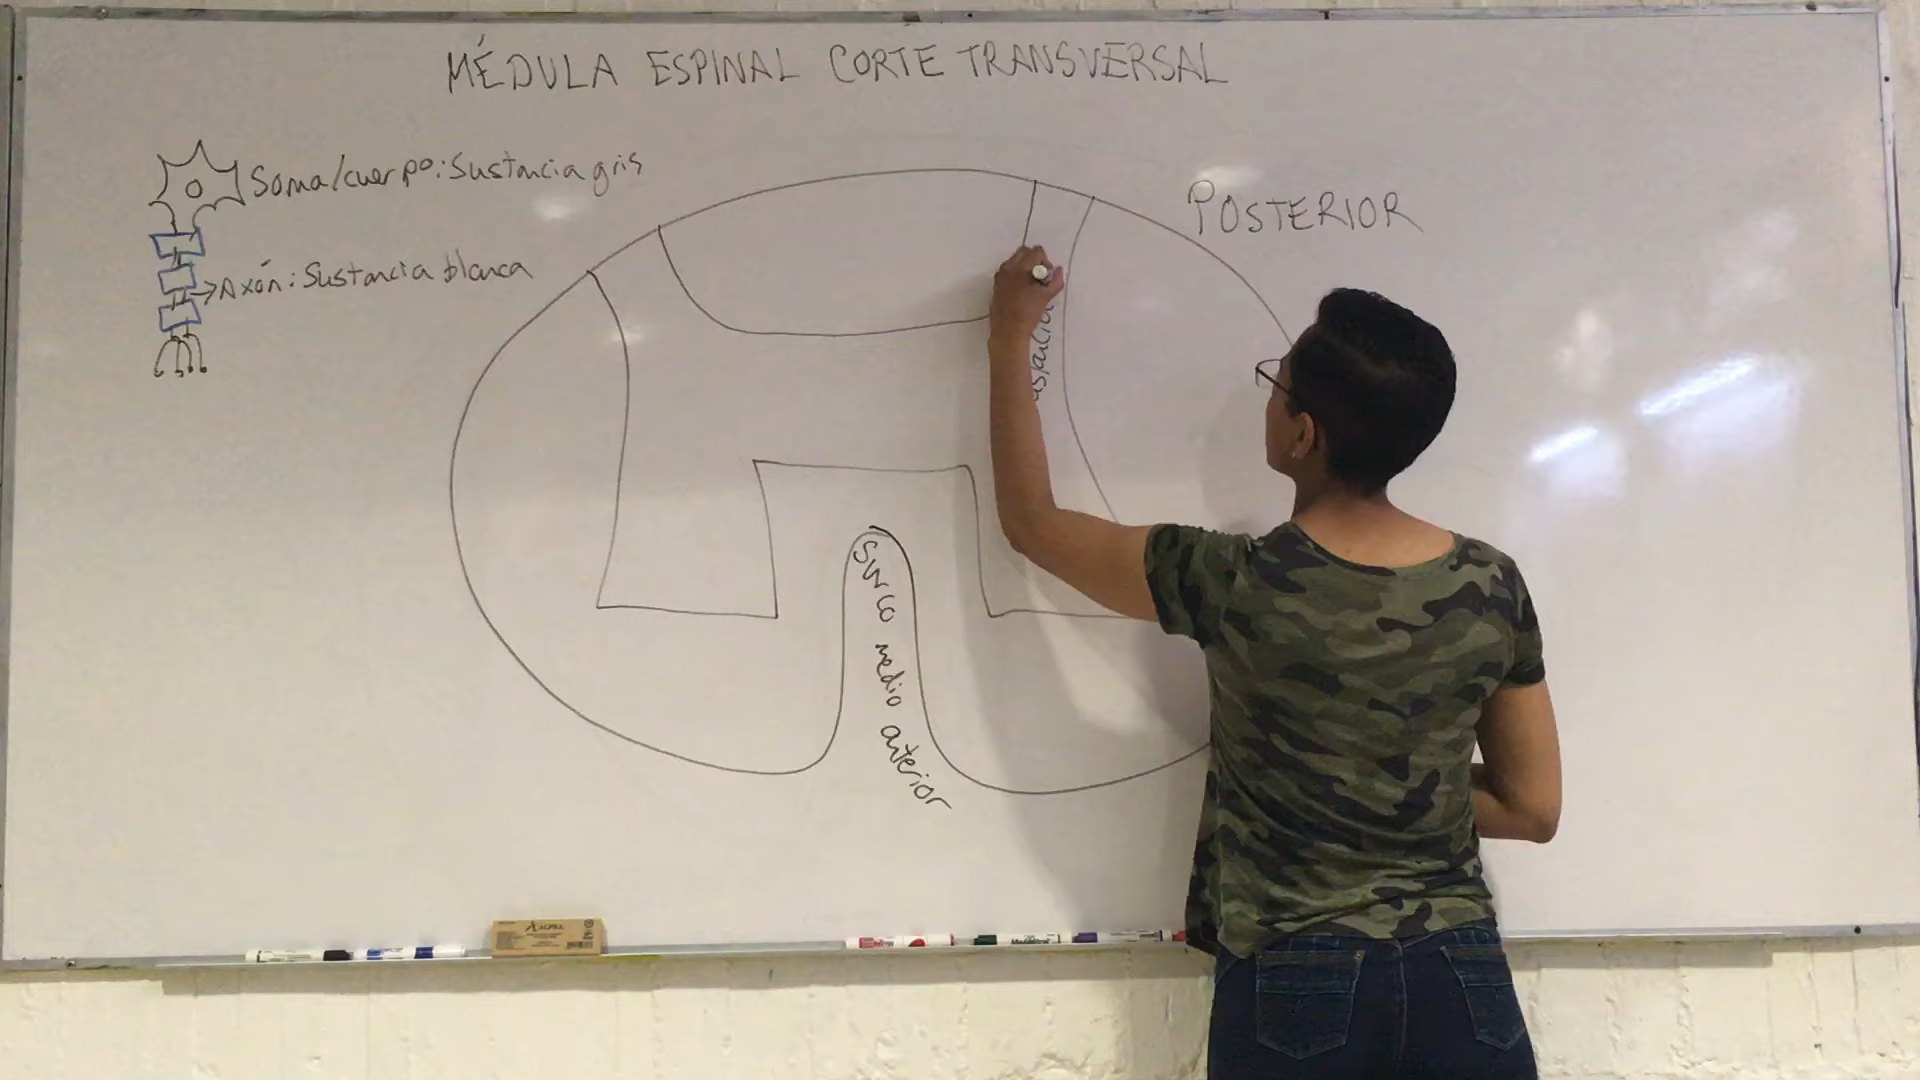 MÉDULA ESPINAL CORTE TRANSVERSAL
Soma/cuerpo: Sustancia gris
POSTERIOR
Axón: Sustancia blanca
Surco medio anterior
ALPHA